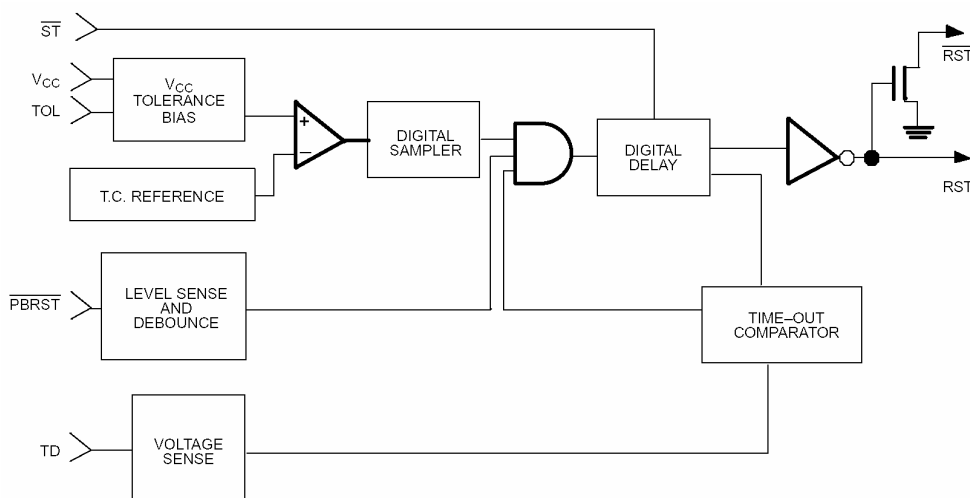 ST
VCC
TOL
VCC
TOLERANCE
BIAS
+
−
DIGITAL
SAMPLER
DIGITAL
DELAY
RST
RST
T.C. REFERENCE
PBRST
LEVEL SENSE
AND
DEBOUNCE
TIME–OUT
COMPARATOR
TD
VOLTAGE
SENSE